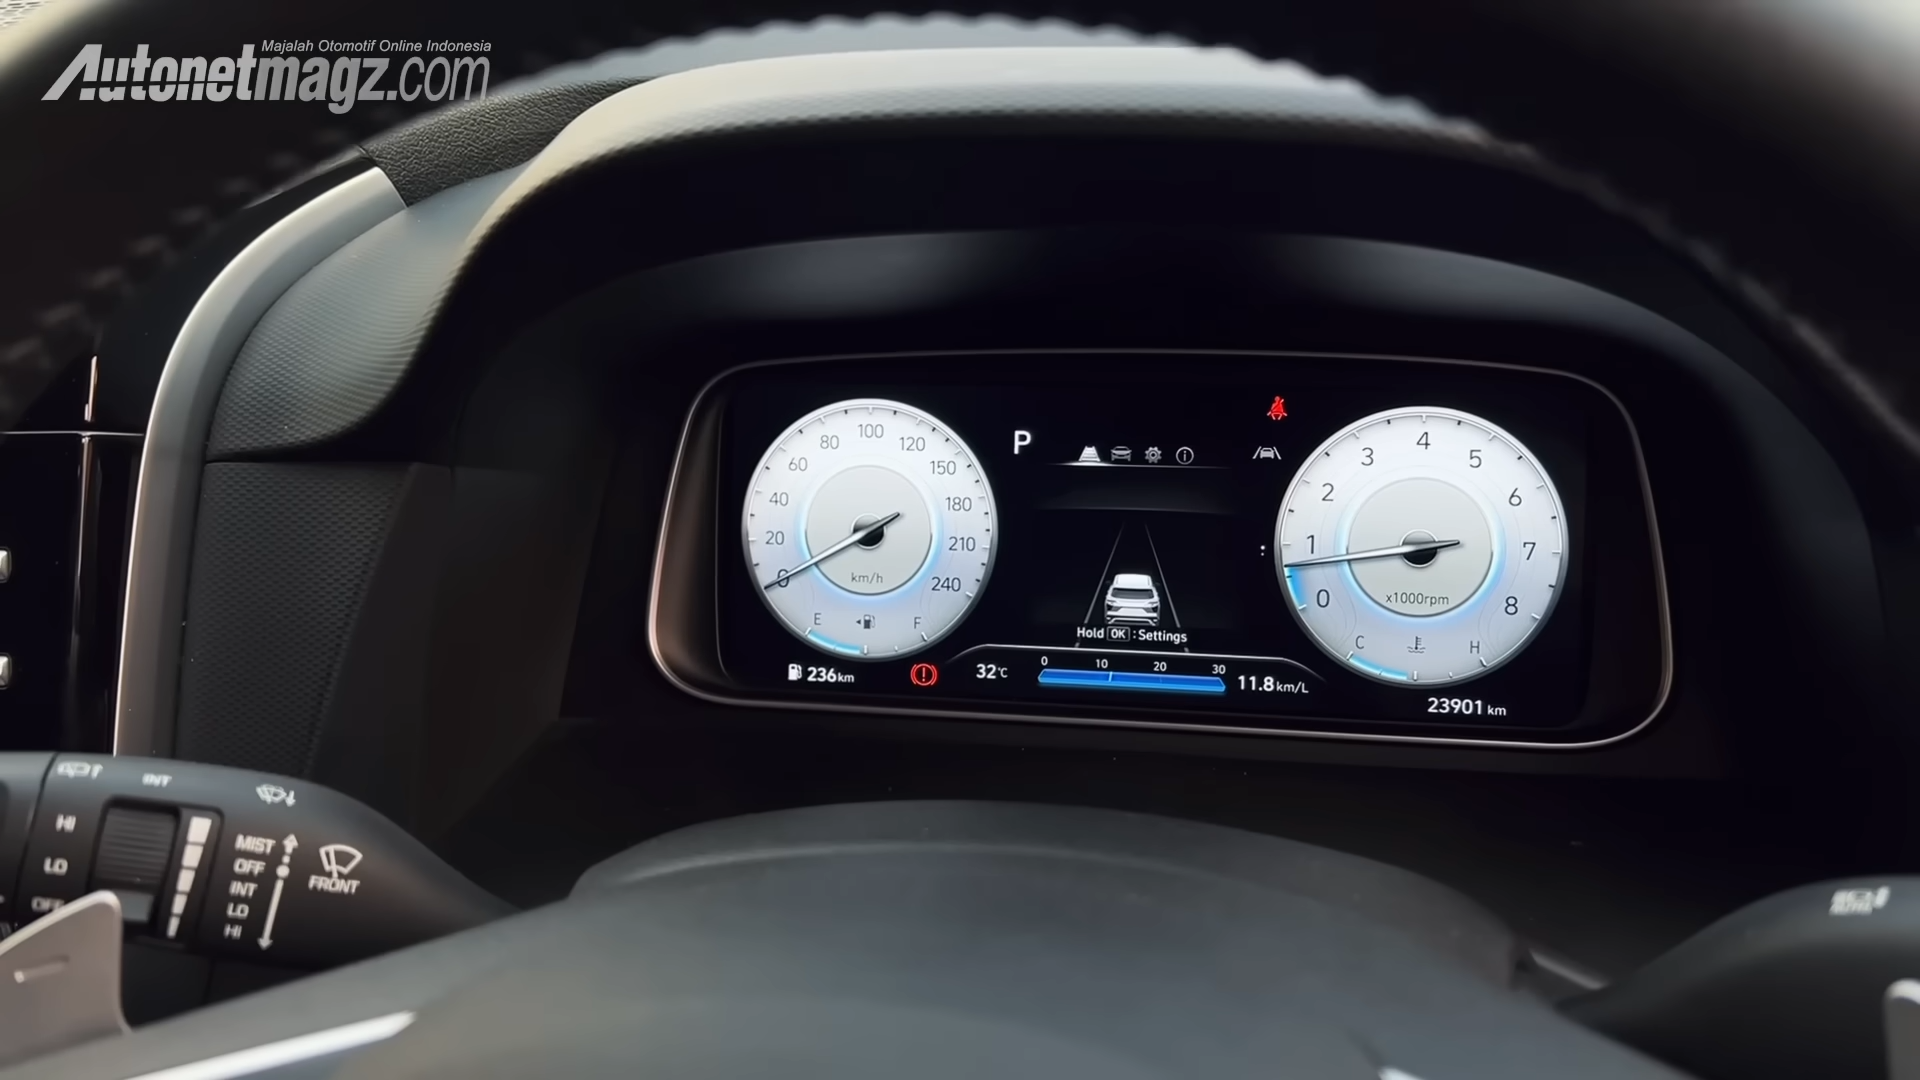 Majalah Otomotif Online Indonesia
Autonetmagz.com
0 20 40 60 80 100 120 150 180 210 240
km/h
E F
236km
P
Hold OK : Settings
32°C
0 10 20 30
11.8 km/L
0 1 2 3 4 5 6 7 8
x1000rpm
C H
23901 km
INT
HI
LO
OFF
MIST
OFF
INT
LO
HI
FRONT